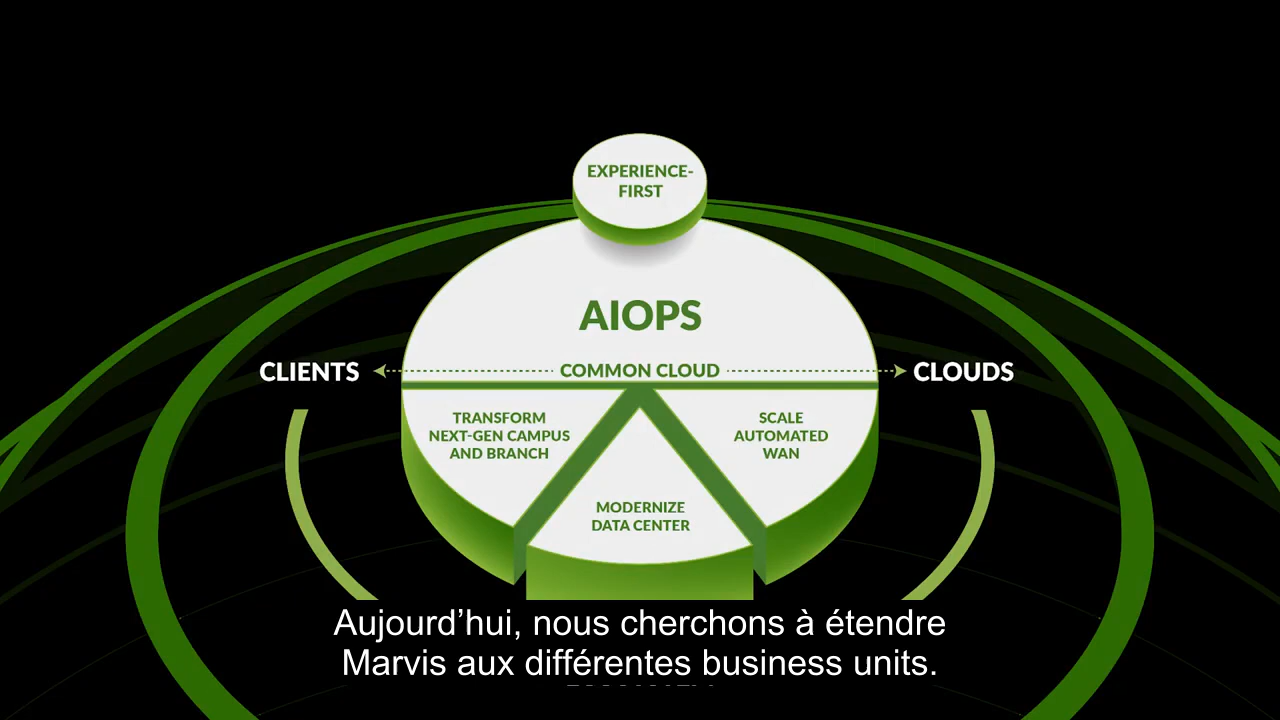 EXPERIENCE-
FIRST
AIOPS
CLIENTS
COMMON CLOUD
CLOUDS
TRANSFORM
NEXT-GEN CAMPUS
AND BRANCH
SCALE
AUTOMATED
WAN
MODERNIZE
DATA CENTER
Aujourd’hui, nous cherchons à étendre
Marvis aux différentes business units.